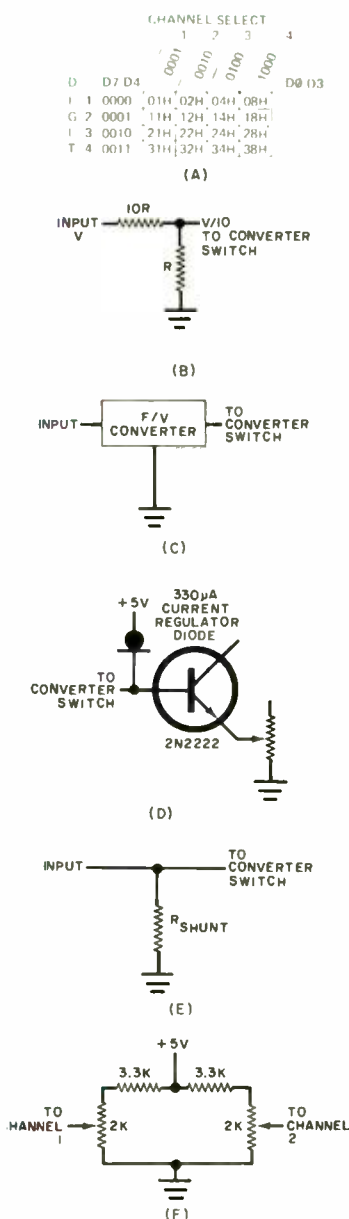 CHANNEL SELECT
1 2 3 4
0001 0010 0100 1000
D D7 D4 DØ D3
I 1 0000 01H 02H 04H 08H
G 2 0001 11H 12H 14H 18H
I 3 0010 21H 22H 24H 28H
T 4 0011 31H 32H 34H 38H
(A)
10R
INPUT V/10
V TO CONVERTER
SWITCH
R
(B)
F/V
CONVERTER
INPUT
TO
CONVERTER
SWITCH
(C)
330µA
+5V CURRENT
REGULATOR
DIODE
TO
CONVERTER
SWITCH
2N2222
(D)
INPUT
TO
CONVERTER
SWITCH
RSHUNT
(E)
+5V
3.3K 3.3K
TO TO
HANNEL 2K 2K CHANNEL
1 2
(F)